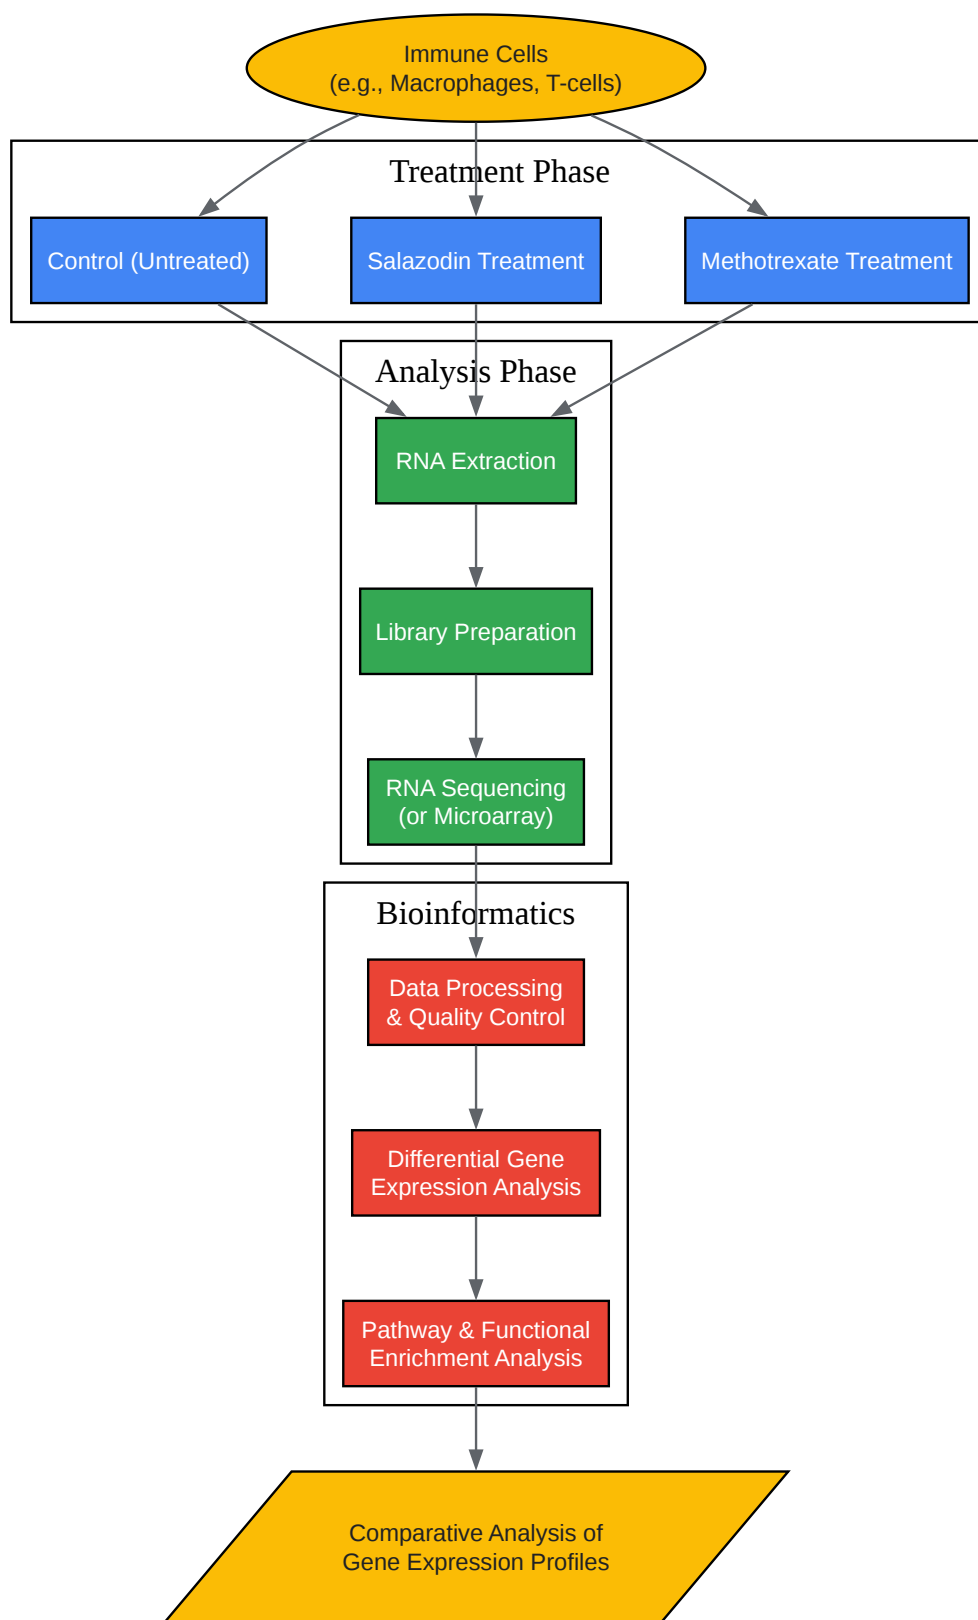 Immune Cells
(e.g., Macrophages, T-cells)
Treatment Phase
Control (Untreated)
Salazodin Treatment
Methotrexate Treatment
Analysis Phase
RNA Extraction
Library Preparation
RNA Sequencing
(or Microarray)
Bioinformatics
Data Processing
& Quality Control
Differential Gene
Expression Analysis
Pathway & Functional
Enrichment Analysis
Comparative Analysis of
Gene Expression Profiles